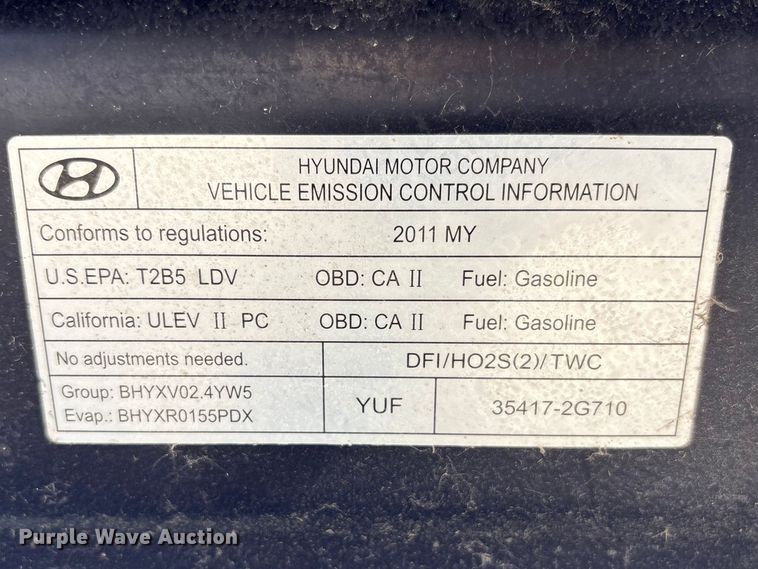 HYUNDAI MOTOR COMPANY
VEHICLE EMISSION CONTROL INFORMATION
Conforms to regulations: 2011 MY
U.S.EPA: T2B5 LDV OBD: CA II Fuel: Gasoline
California: ULEV II PC OBD: CA II Fuel: Gasoline
No adjustments needed. DFI/HO2S(2)/TWC
Group: BHYXV02.4YW5
Evap.: BHYXR0155PDX
YUF
35417-2G710
Purple Wave Auction